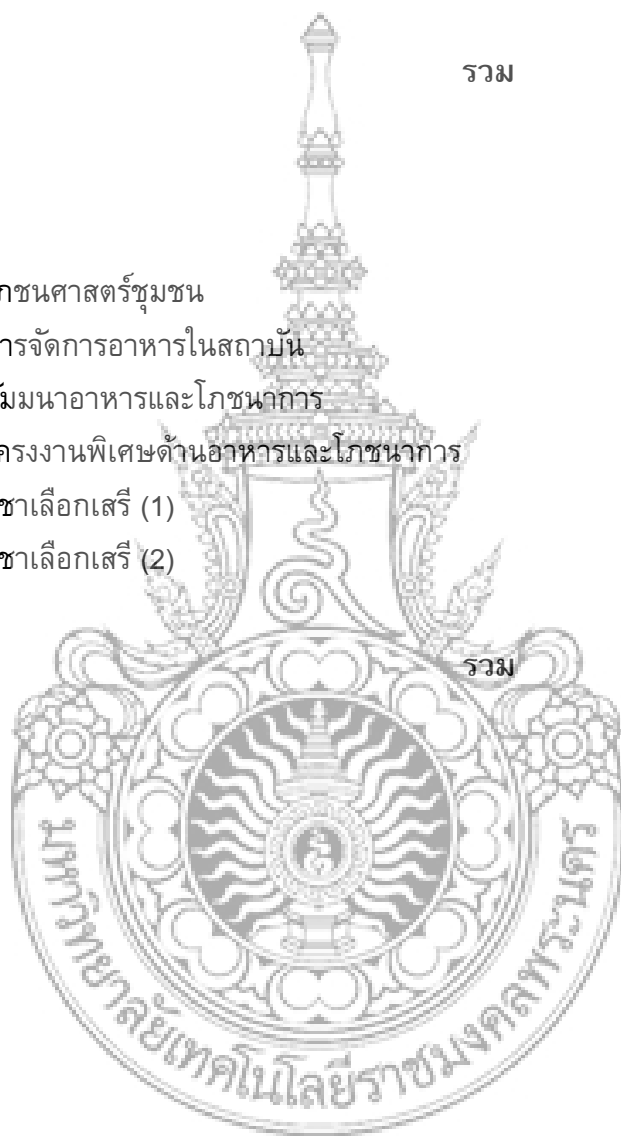 รวม
ภชนศาสตร์ชุมชน
ารจัดการอาหารในสถาบัน
ัมมนาอาหารและโภชนาการ
ครงงานพิเศษด้านอาหารและโภชนาการ
ชาเลือกเสรี (1)
ชาเลือกเสรี (2)
รวม
มหาวิทยาลัยเทคโนโลยีราชมงคลพระนคร